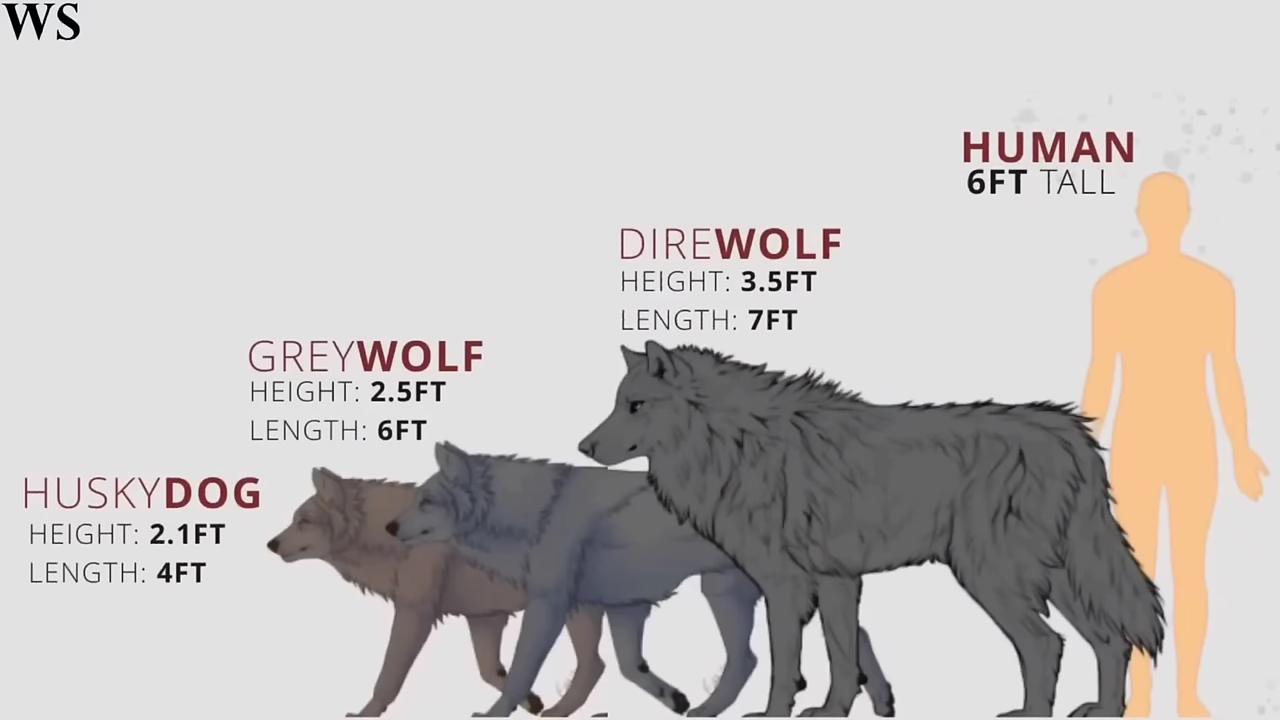 WS
HUMAN
6FT TALL
DIREWOLF
HEIGHT: 3.5FT
LENGTH: 7FT
GREYWOLF
HEIGHT: 2.5FT
LENGTH: 6FT
HUSKYDOG
HEIGHT: 2.1FT
LENGTH: 4FT